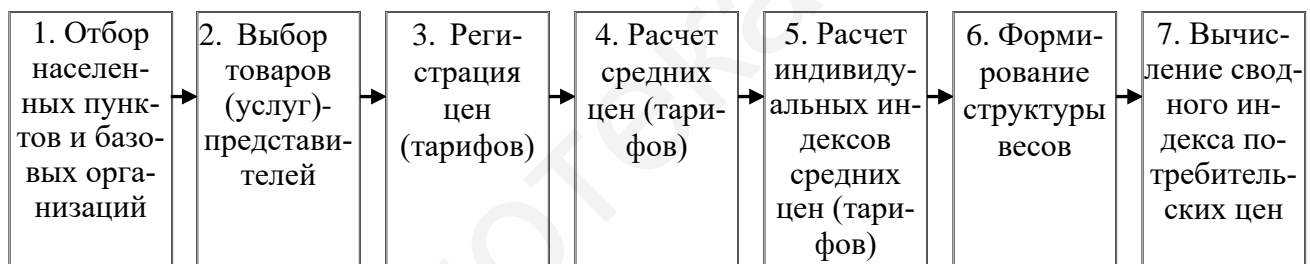 1. Отбор
населен-
ных пунк-
тов и базо-
вых орга-
низаций
2. Выбор
товаров
(услуг)-
представи-
телей
3. Реги-
страция
цен
(тарифов)
4. Расчет
средних
цен (тари-
фов)
5. Расчет
индивиду-
альных ин-
дексов
средних
цен (тари-
фов)
6. Форми-
рование
структуры
весов
7. Вычис-
ление свод-
ного ин-
декса по-
требитель-
ских цен